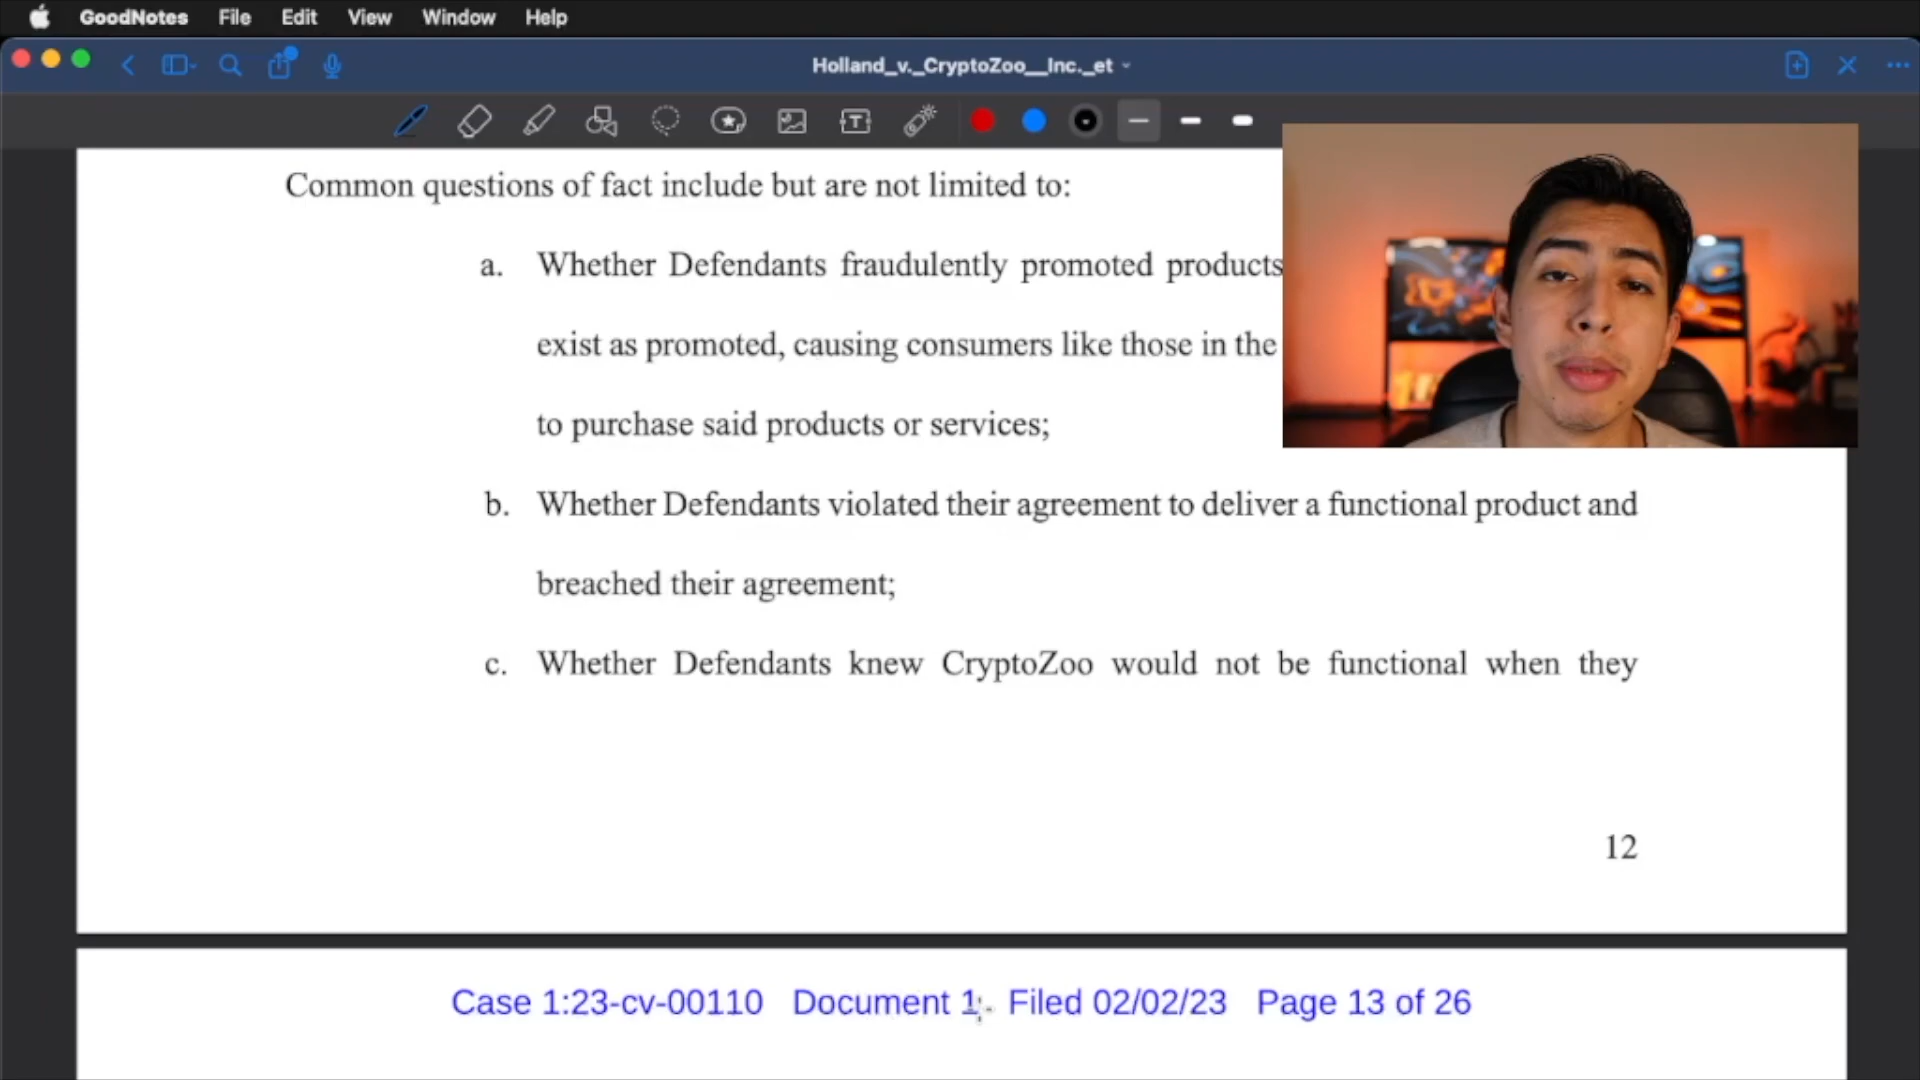 GoodNotes File Edit View Window Help
Holland_v._CryptoZoo__Inc._et
Common questions of fact include but are not limited to:
a. Whether Defendants fraudulently promoted products
exist as promoted, causing consumers like those in the
to purchase said products or services;
b. Whether Defendants violated their agreement to deliver a functional product and
breached their agreement;
c. Whether Defendants knew CryptoZoo would not be functional when they
12
Case 1:23-cv-00110 Document 1 Filed 02/02/23 Page 13 of 26